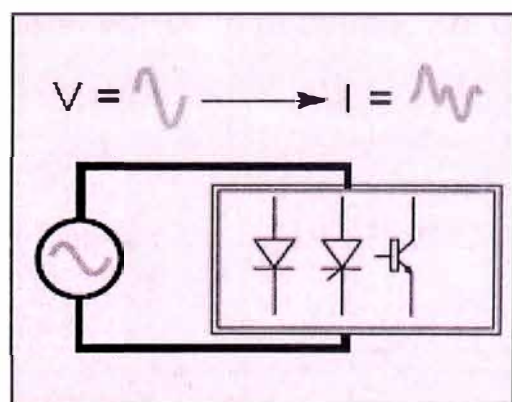 V = → I =